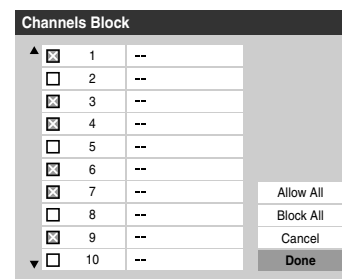 Channels Block
1 --
2 --
3 --
4 --
5 --
6 --
7 -- Allow All
8 -- Block All
9 -- Cancel
10 -- Done